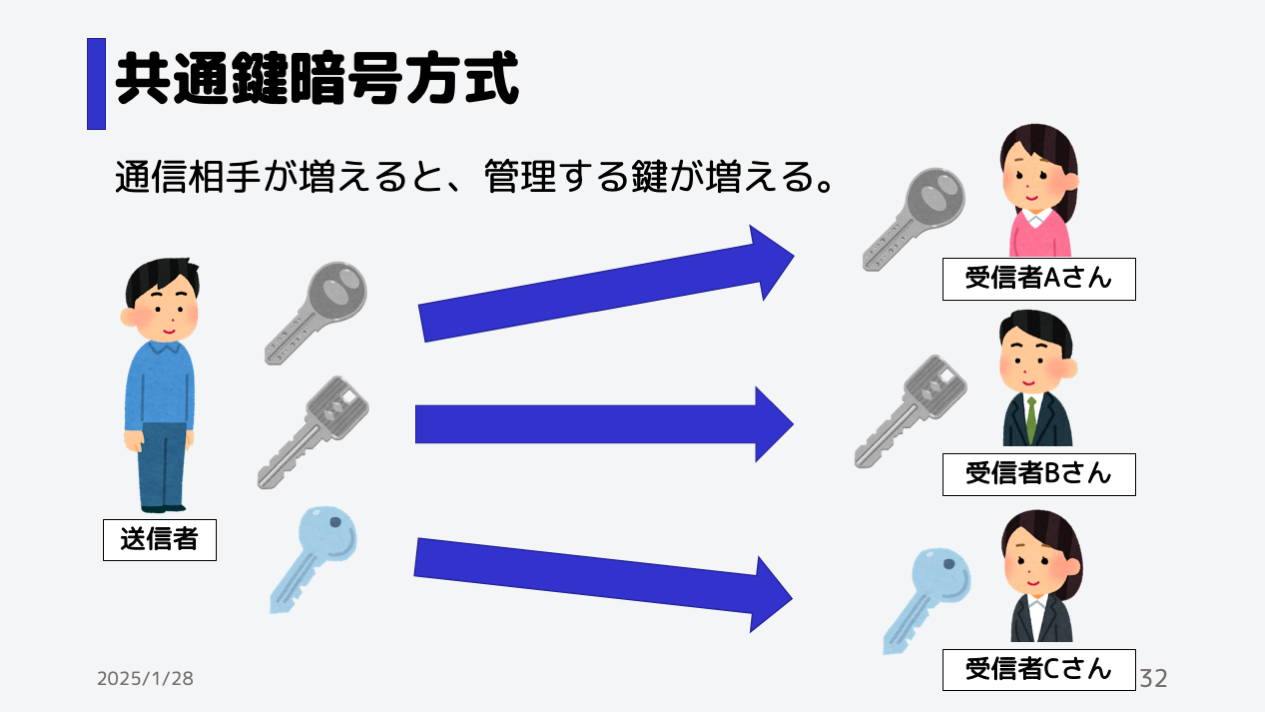 共通鍵暗号方式
通信相手が増えると、管理する鍵が増える。
受信者Aさん
受信者Bさん
送信者
受信者Cさん
2025/1/28
32